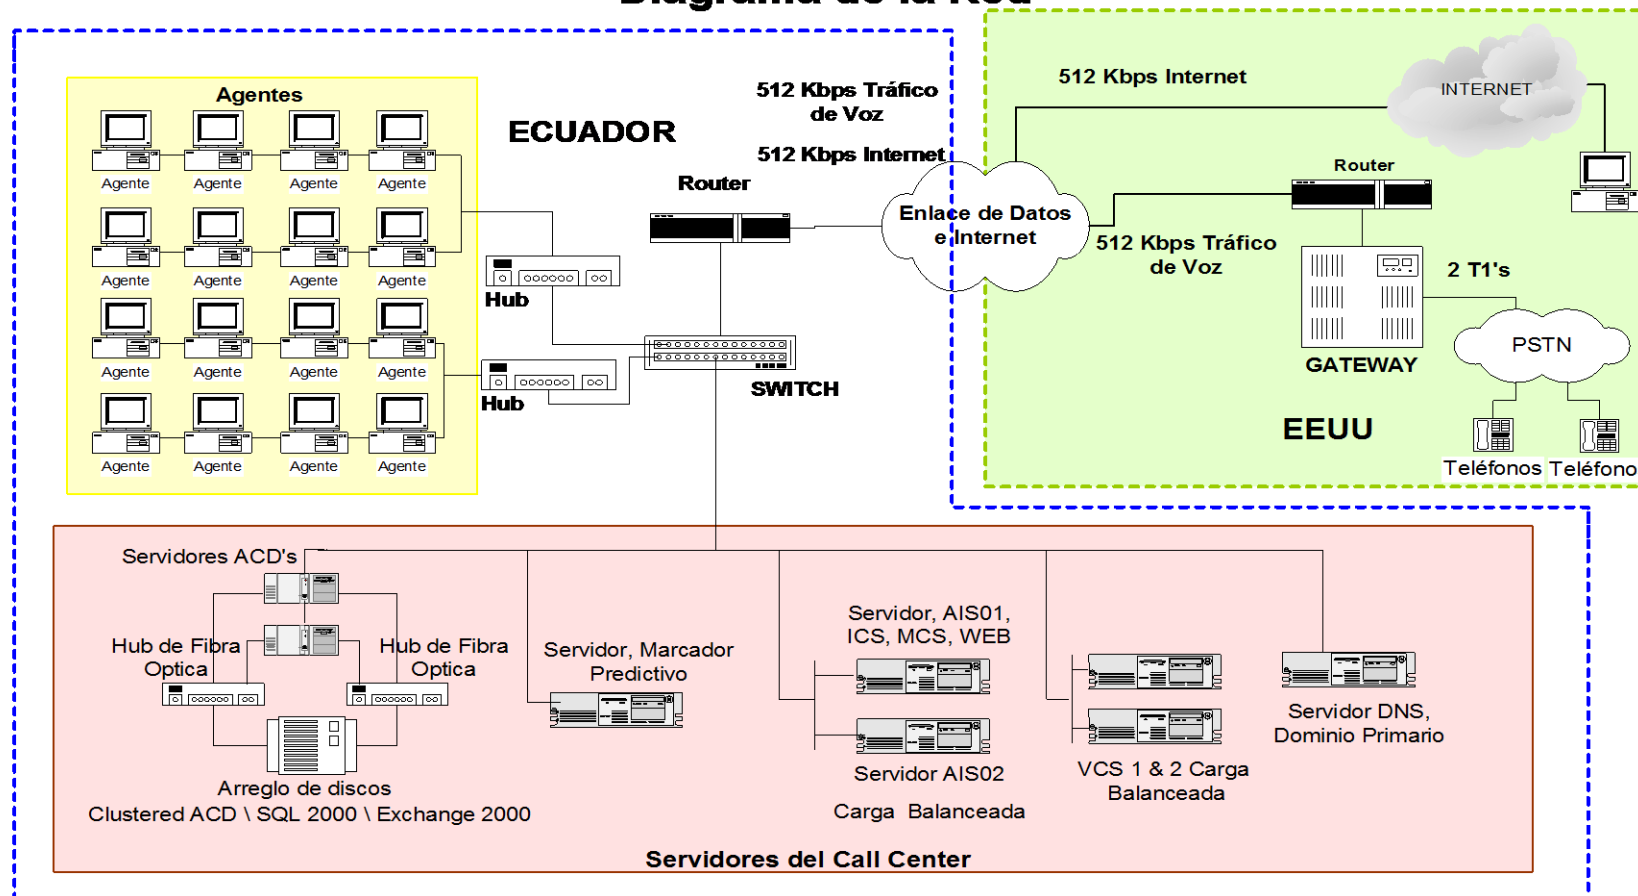 Diagrama de la Red
512 Kbps Internet
INTERNET
Agentes
512 Kbps Tráfico
de Voz
ECUADOR
512 Kbps Internet
Router
Router
Agente Agente Agente Agente
Enlace de Datos
e Internet
512 Kbps Tráfico
de Voz
2 T1's
Agente Agente Agente Agente
Hub
PSTN
GATEWAY
Agente Agente Agente Agente
SWITCH
Hub
EEUU
Agente Agente Agente Agente
Teléfonos Teléfono
Servidores ACD's
Hub de Fibra
Optica
Hub de Fibra
Optica
Servidor, Marcador
Predictivo
Servidor, AIS01,
ICS, MCS, WEB
Servidor DNS,
Dominio Primario
Servidor AIS02
Carga Balanceada
VCS 1 & 2 Carga
Balanceada
Arreglo de discos
Clustered ACD \ SQL 2000 \ Exchange 2000
Servidores del Call Center